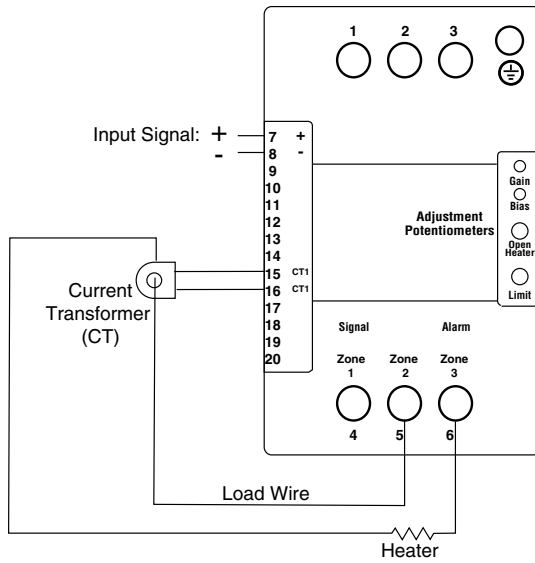 1 2 3
Input Signal: +
-
7 +
8 -
9
10
11
12
13
14
15 CT1
16 CT1
17
18
19
20
Gain
Bias
Open
Heater
Limit
Adjustment
Potentiometers
Current
Transformer
(CT)
Signal Alarm
Zone Zone Zone
1 2 3
4 5 6
Load Wire
Heater